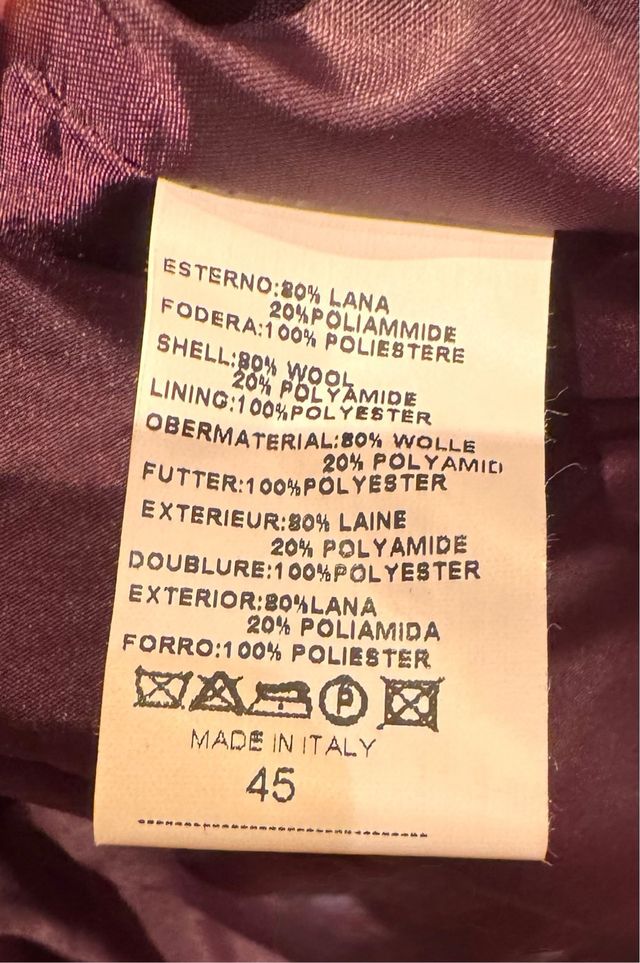 ESTERNO:80% LANA
20%POLIAMMIDE
FODERA:100% POLIESTERE
SHELL:80% WOOL
20% POLYAMIDE
LINING:100%POLYESTER
OBERMATERIAL:80% WOLLE
20% POLYAMID
FUTTER:100%POLYESTER
EXTERIEUR:80% LAINE
20% POLYAMIDE
DOUBLURE:100%POLYESTER
EXTERIOR:80%LANA
20% POLIAMIDA
FORRO:100% POLIESTER
P
MADE IN ITALY
45